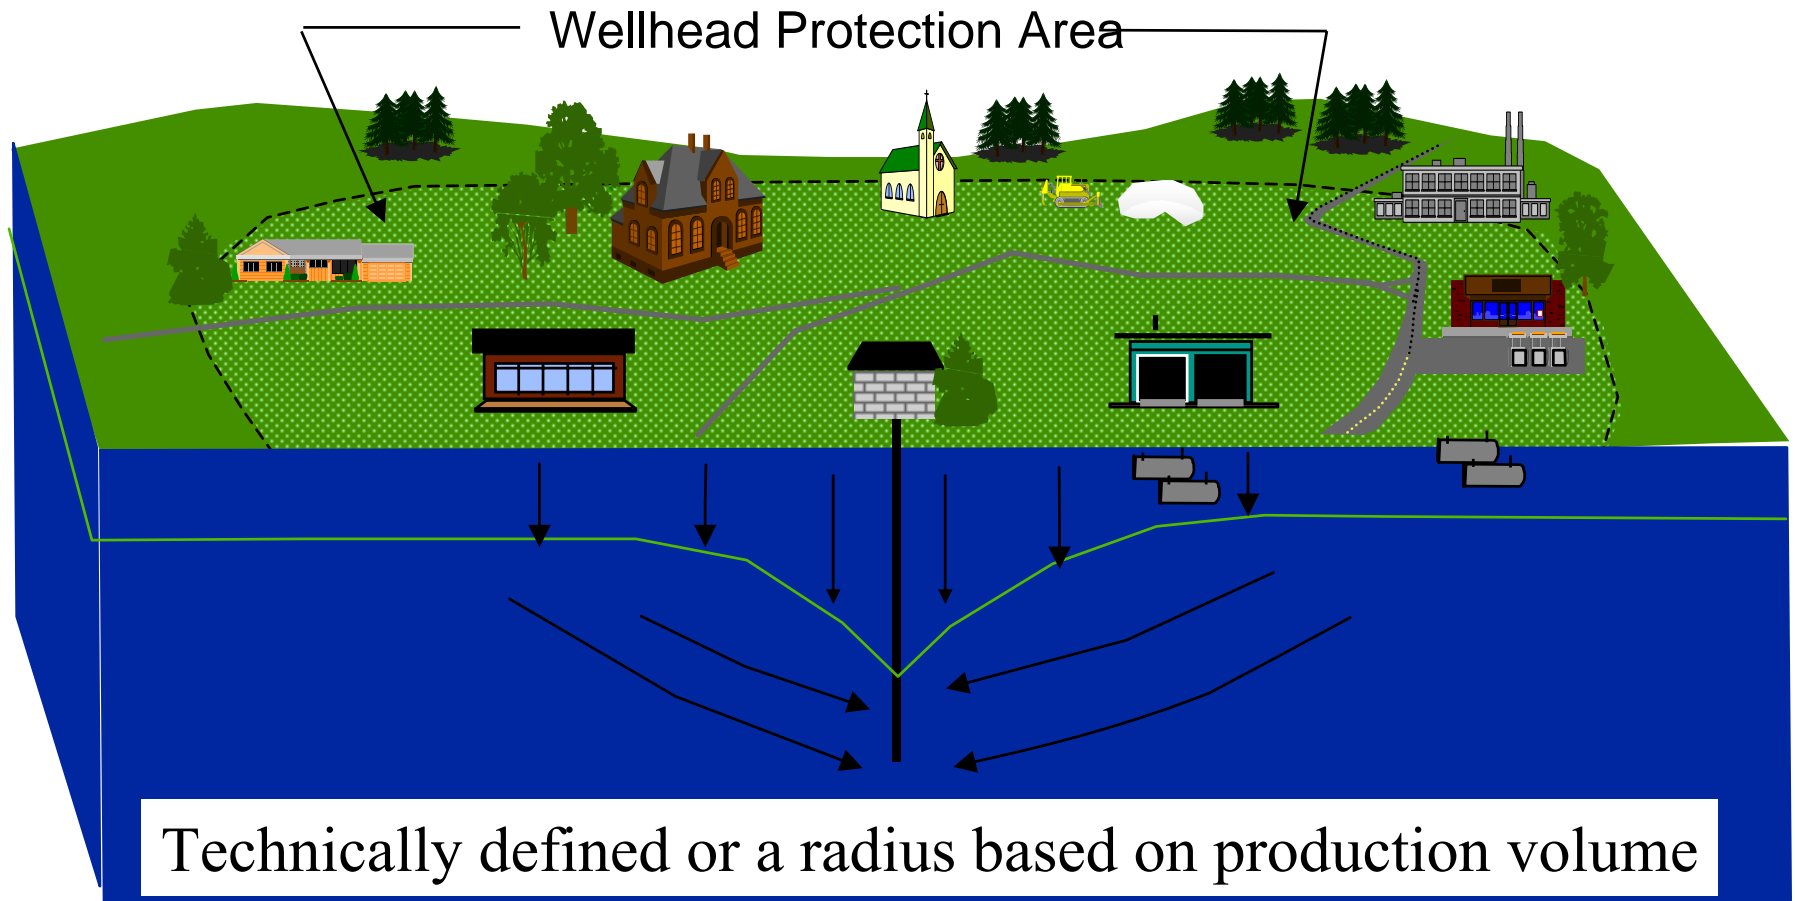 Wellhead Protection Area
Technically defined or a radius based on production volume